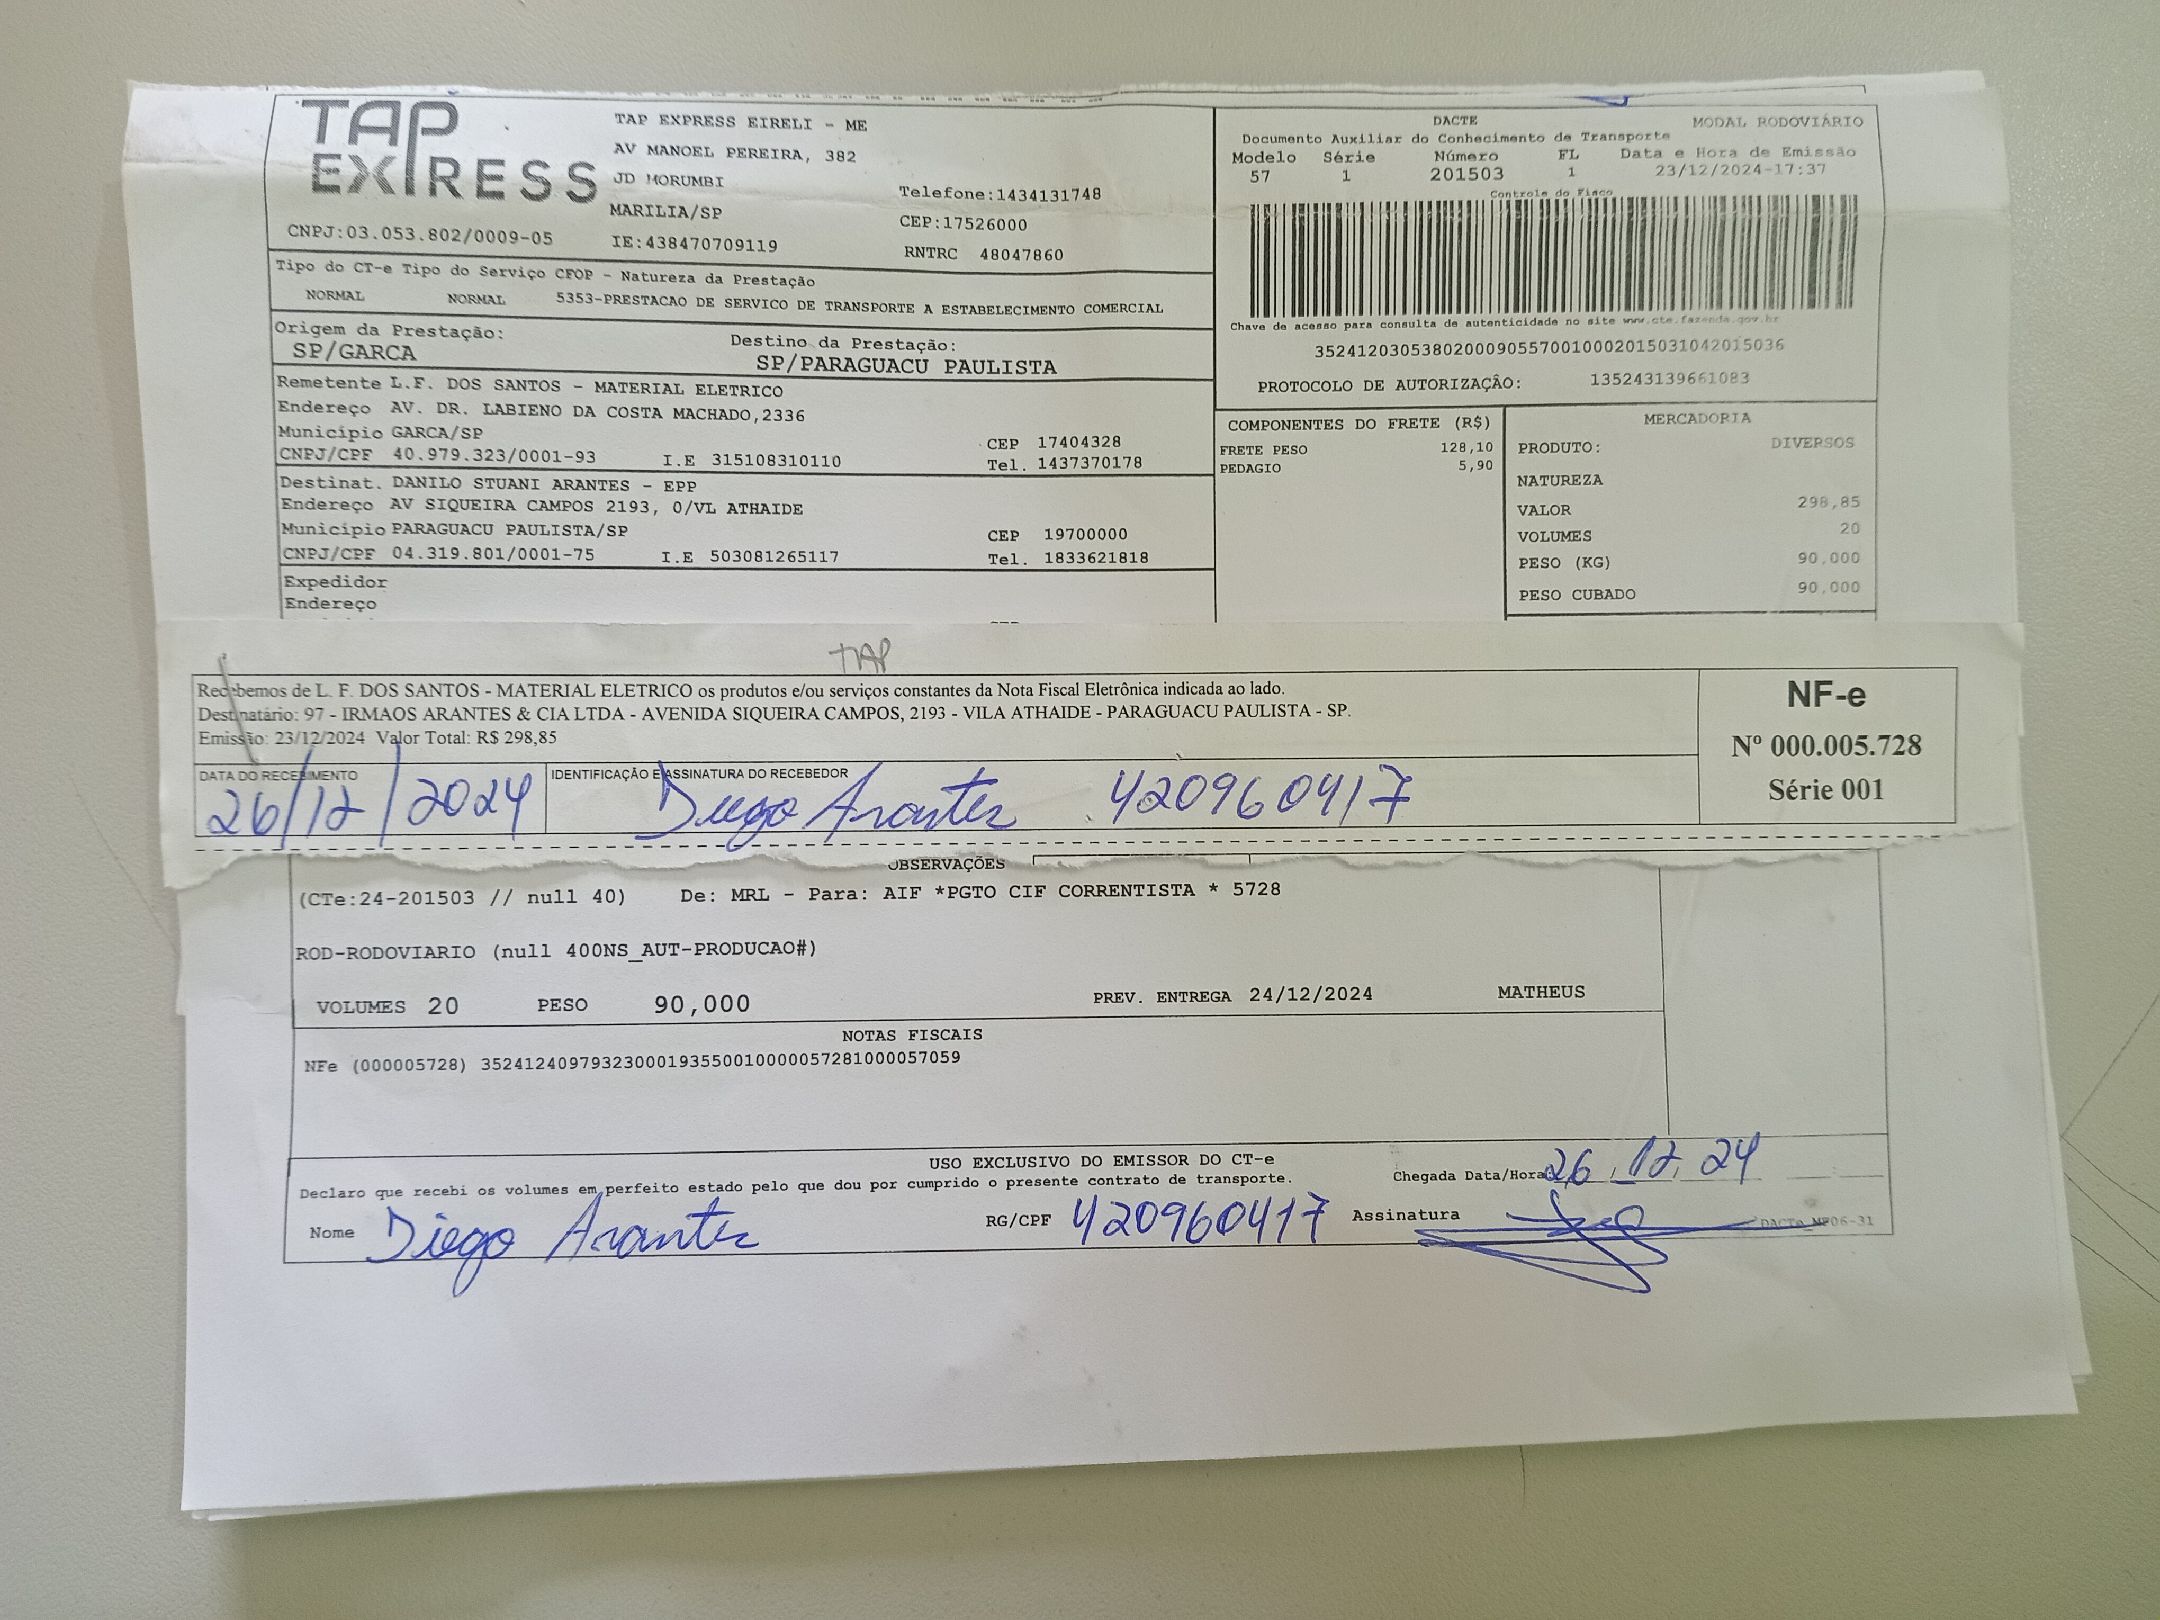 TAP EXPRESS
TAP EXPRESS EIRELI - ME
AV MANOEL PEREIRA, 382
JD MORUMBI
MARILIA/SP
CNPJ:03.053.802/0009-05
IE:438470709119
Telefone:1434131748
CEP:17526000
RNTRC 48047860
DACTE
MODAL RODOVIÁRIO
Documento Auxiliar do Conhecimento de Transporte
Modelo Série Número FL Data e Hora de Emissão
57 1 201503 1 23/12/2024-17:37
Controle do Fisco
Chave de acesso para consulta de autenticidade no site www.cte.fazenda.gov.br
35241203053802000905570010002015031042015036
PROTOCOLO DE AUTORIZAÇÃO: 135243139661083
Tipo do CT-e Tipo do Serviço CFOP - Natureza da Prestação
NORMAL NORMAL 5353-PRESTACAO DE SERVICO DE TRANSPORTE A ESTABELECIMENTO COMERCIAL
Origem da Prestação:
SP/GARCA
Destino da Prestação:
SP/PARAGUACU PAULISTA
Remetente L.F. DOS SANTOS - MATERIAL ELETRICO
Endereço AV. DR. LABIENO DA COSTA MACHADO,2336
Município GARCA/SP CEP 17404328
CNPJ/CPF 40.979.323/0001-93 I.E 315108310110 Tel. 1437370178
Destinat. DANILO STUANI ARANTES - EPP
Endereço AV SIQUEIRA CAMPOS 2193, 0/VL ATHAIDE
Município PARAGUACU PAULISTA/SP CEP 19700000
CNPJ/CPF 04.319.801/0001-75 I.E 503081265117 Tel. 1833621818
Expedidor
Endereço
COMPONENTES DO FRETE (R$)
FRETE PESO 128,10
PEDAGIO 5,90
MERCADORIA
PRODUTO: DIVERSOS
NATUREZA
VALOR 298,85
VOLUMES 20
PESO (KG) 90,000
PESO CUBADO 90,000
TAP
Recebemos de L. F. DOS SANTOS - MATERIAL ELETRICO os produtos e/ou serviços constantes da Nota Fiscal Eletrônica indicada ao lado.
Destinatário: 97 - IRMAOS ARANTES & CIA LTDA - AVENIDA SIQUEIRA CAMPOS, 2193 - VILA ATHAIDE - PARAGUACU PAULISTA - SP.
Emissão: 23/12/2024 Valor Total: R$ 298,85
DATA DO RECEBIMENTO
26/12/2024
IDENTIFICAÇÃO E ASSINATURA DO RECEBEDOR
Diego Arantes 420960417
NF-e
Nº 000.005.728
Série 001
OBSERVAÇÕES
(CTe:24-201503 // null 40) De: MRL - Para: AIF *PGTO CIF CORRENTISTA * 5728
ROD-RODOVIARIO (null 400NS_AUT-PRODUCAO#)
VOLUMES 20 PESO 90,000 PREV. ENTREGA 24/12/2024 MATHEUS
NOTAS FISCAIS
NFe (000005728) 35241240979323000193550010000057281000057059
USO EXCLUSIVO DO EMISSOR DO CT-e
Declaro que recebi os volumes em perfeito estado pelo que dou por cumprido o presente contrato de transporte.
Chegada Data/Hora 26 12 24
Nome Diego Arantes RG/CPF 420960417 Assinatura
DACTe_NF06-31